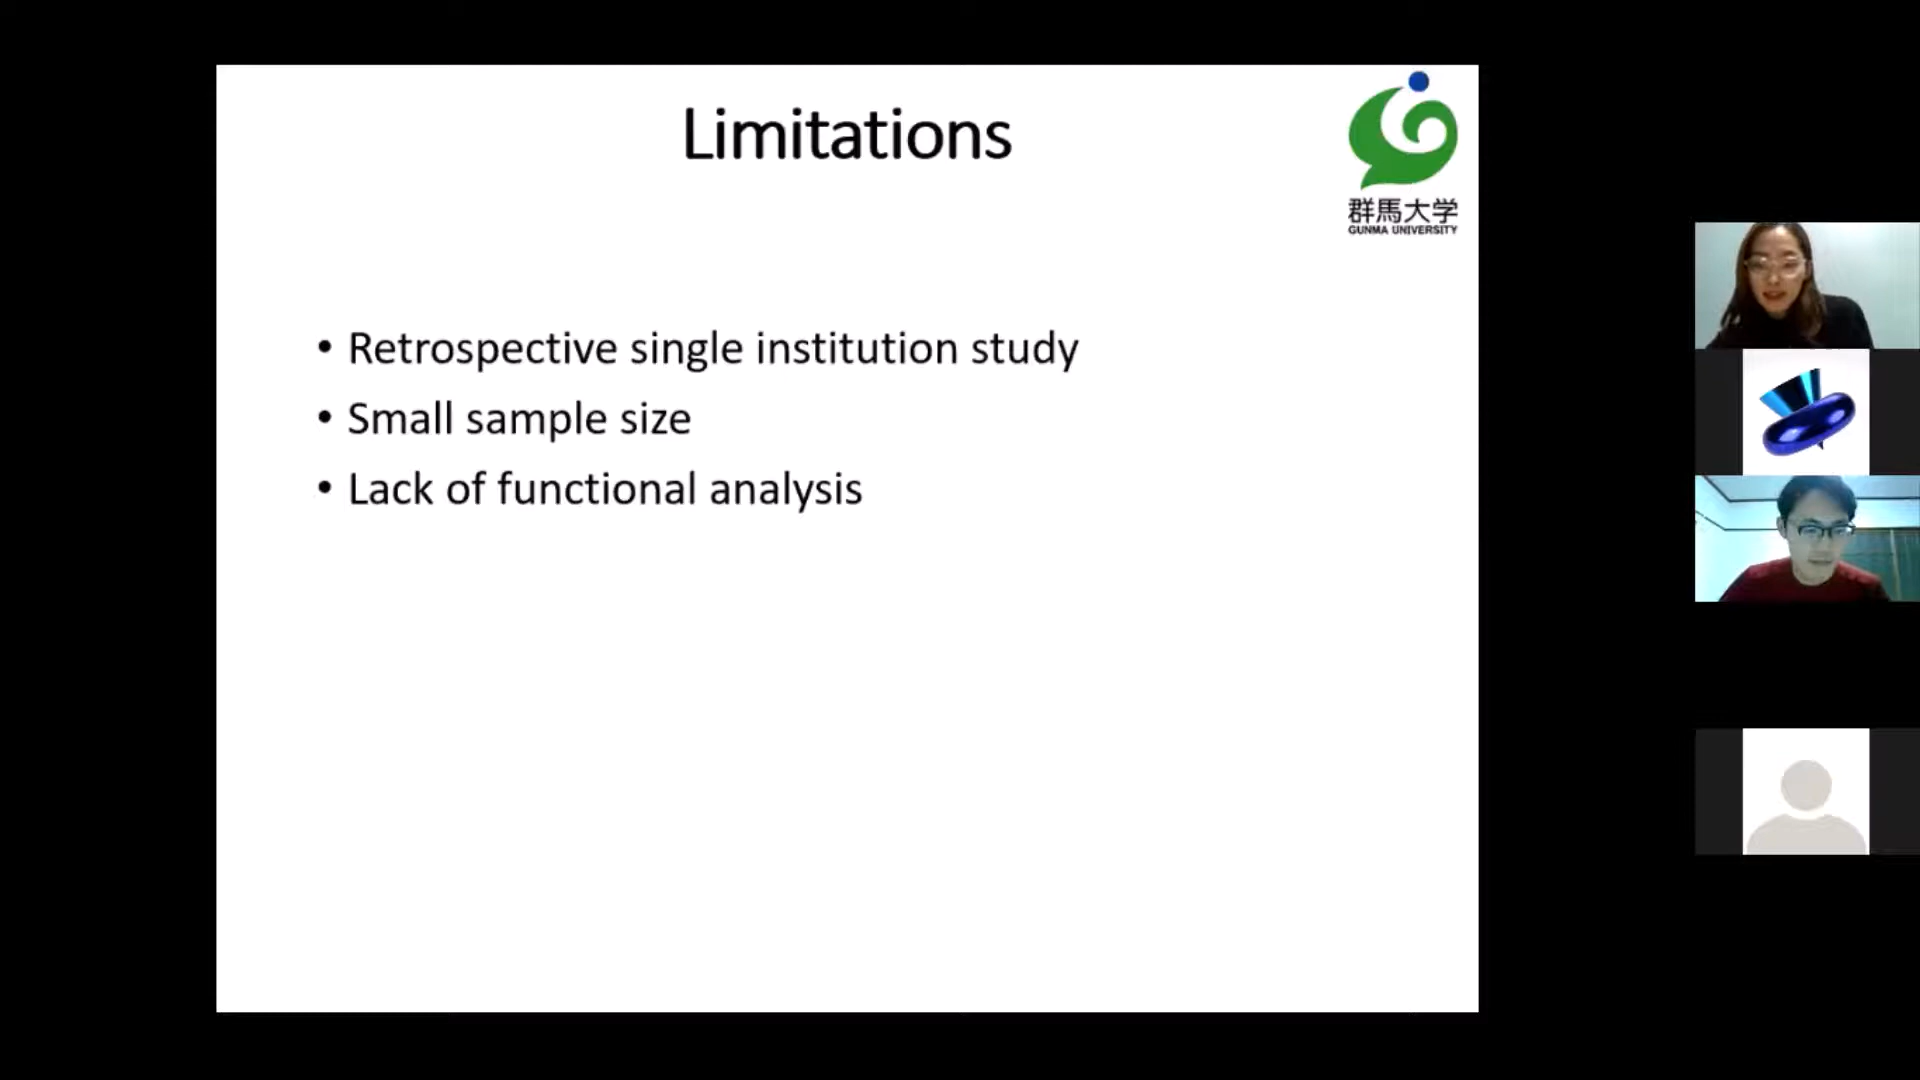 Limitations
群馬大学
GUNMA UNIVERSITY
• Retrospective single institution study
• Small sample size
• Lack of functional analysis